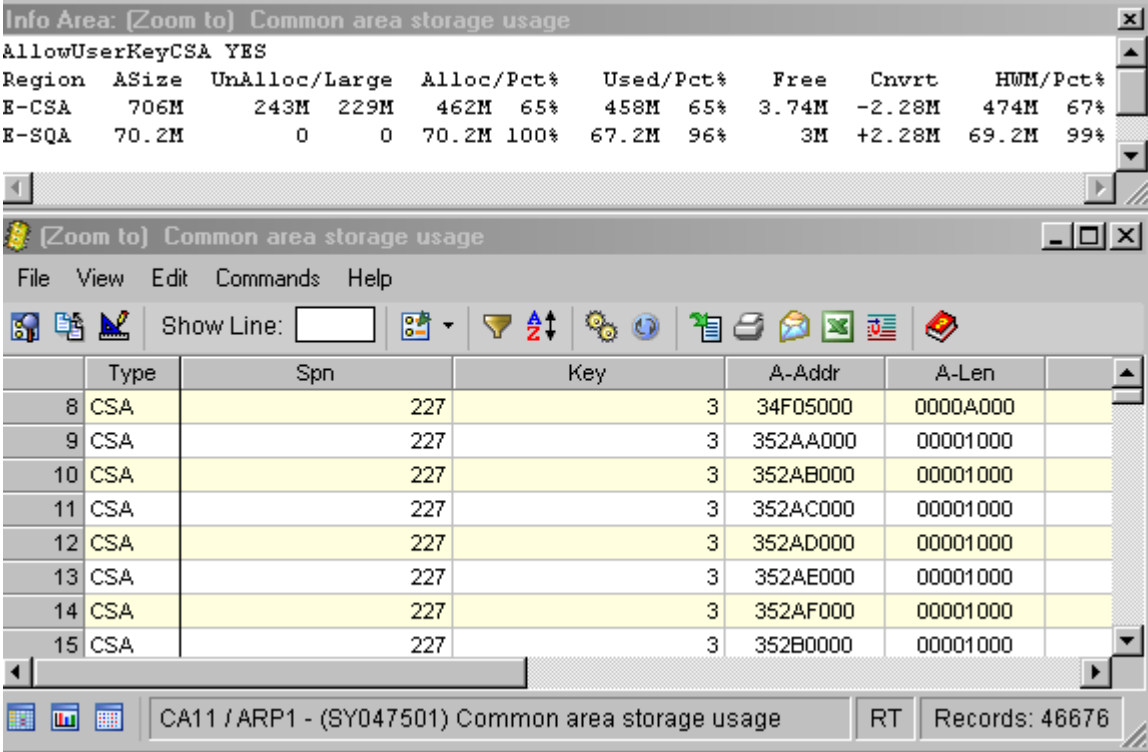 Info Area: (Zoom to) Common area storage usage
AllowUserKeyCSA YES
Region ASize UnAlloc/Large Alloc/Pct% Used/Pct% Free Cnvrt HWM/Pct%
E-CSA 706M 243M 229M 462M 65% 458M 65% 3.74M -2.28M 474M 67%
E-SQA 70.2M 0 0 70.2M 100% 67.2M 96% 3M +2.28M 69.2M 99%
(Zoom to) Common area storage usage
File View Edit Commands Help
Show Line:
Type Spn Key A-Addr A-Len
8 CSA 227 3 34F05000 0000A000
9 CSA 227 3 352AA000 00001000
10 CSA 227 3 352AB000 00001000
11 CSA 227 3 352AC000 00001000
12 CSA 227 3 352AD000 00001000
13 CSA 227 3 352AE000 00001000
14 CSA 227 3 352AF000 00001000
15 CSA 227 3 352B0000 00001000
CA11 / ARP1 - (SY047501) Common area storage usage RT Records: 46676